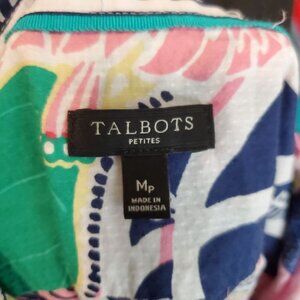 TALBOTS
PETITES
Mp
MADE IN
INDONESIA